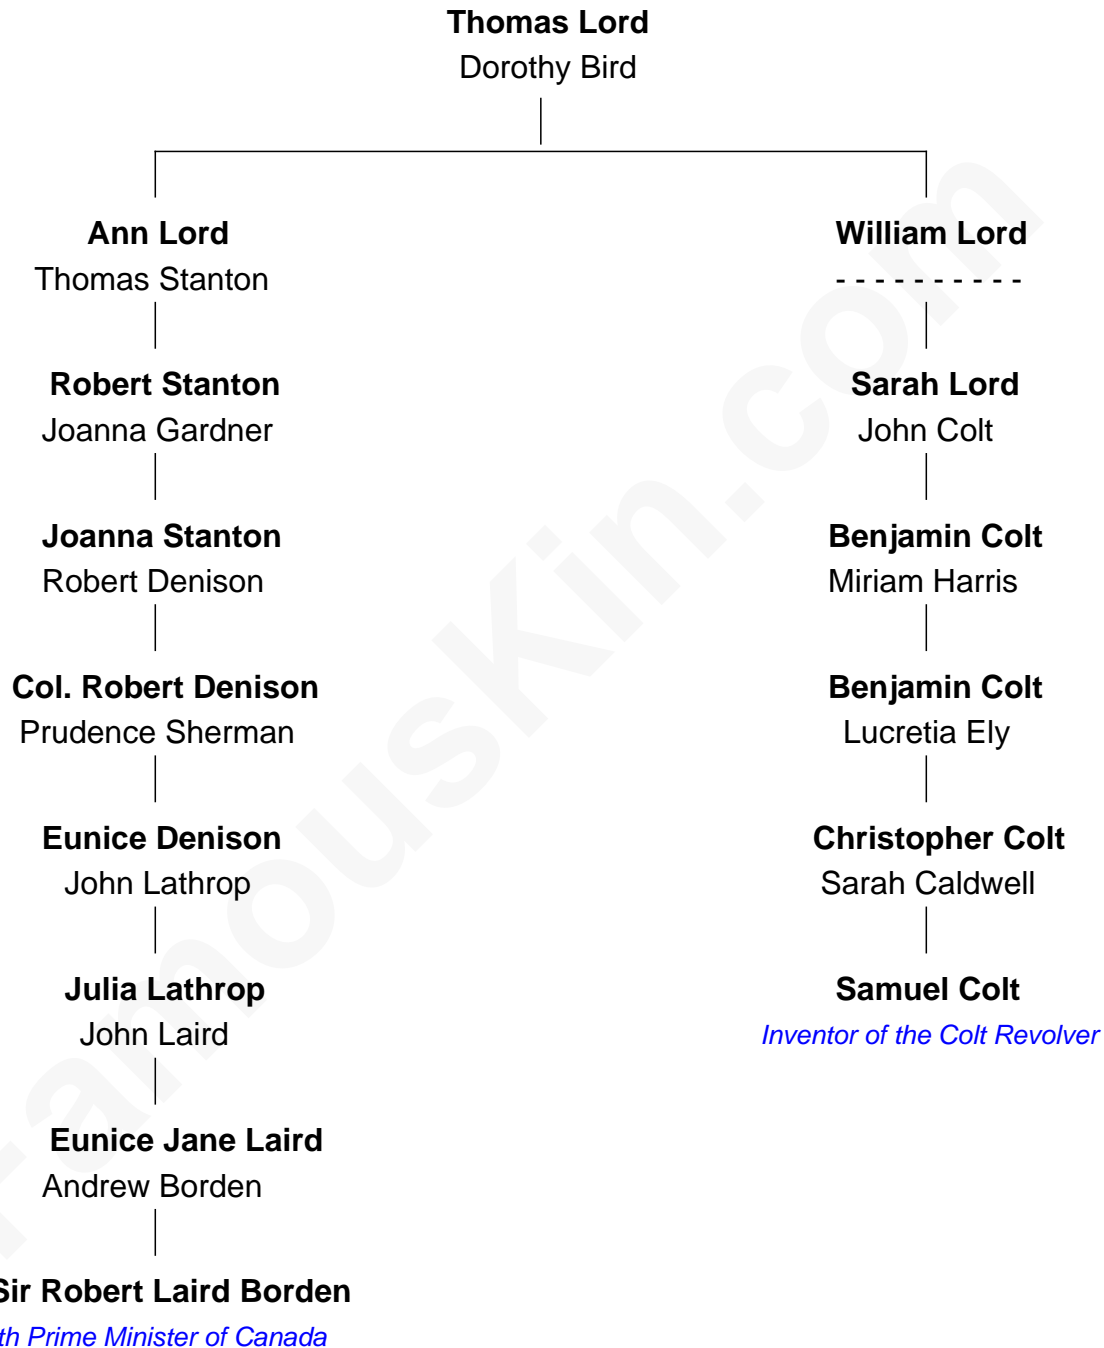 Thomas Lord
Dorothy Bird
Ann Lord
Thomas Stanton
William Lord
- - - - - - - - - -
Robert Stanton
Joanna Gardner
Sarah Lord
John Colt
Joanna Stanton
Robert Denison
Benjamin Colt
Miriam Harris
Col. Robert Denison
Prudence Sherman
Benjamin Colt
Lucretia Ely
Eunice Denison
John Lathrop
Christopher Colt
Sarah Caldwell
Julia Lathrop
John Laird
Samuel Colt
Inventor of the Colt Revolver
Eunice Jane Laird
Andrew Borden
Sir Robert Laird Borden
th Prime Minister of Canada
FamousKin.com